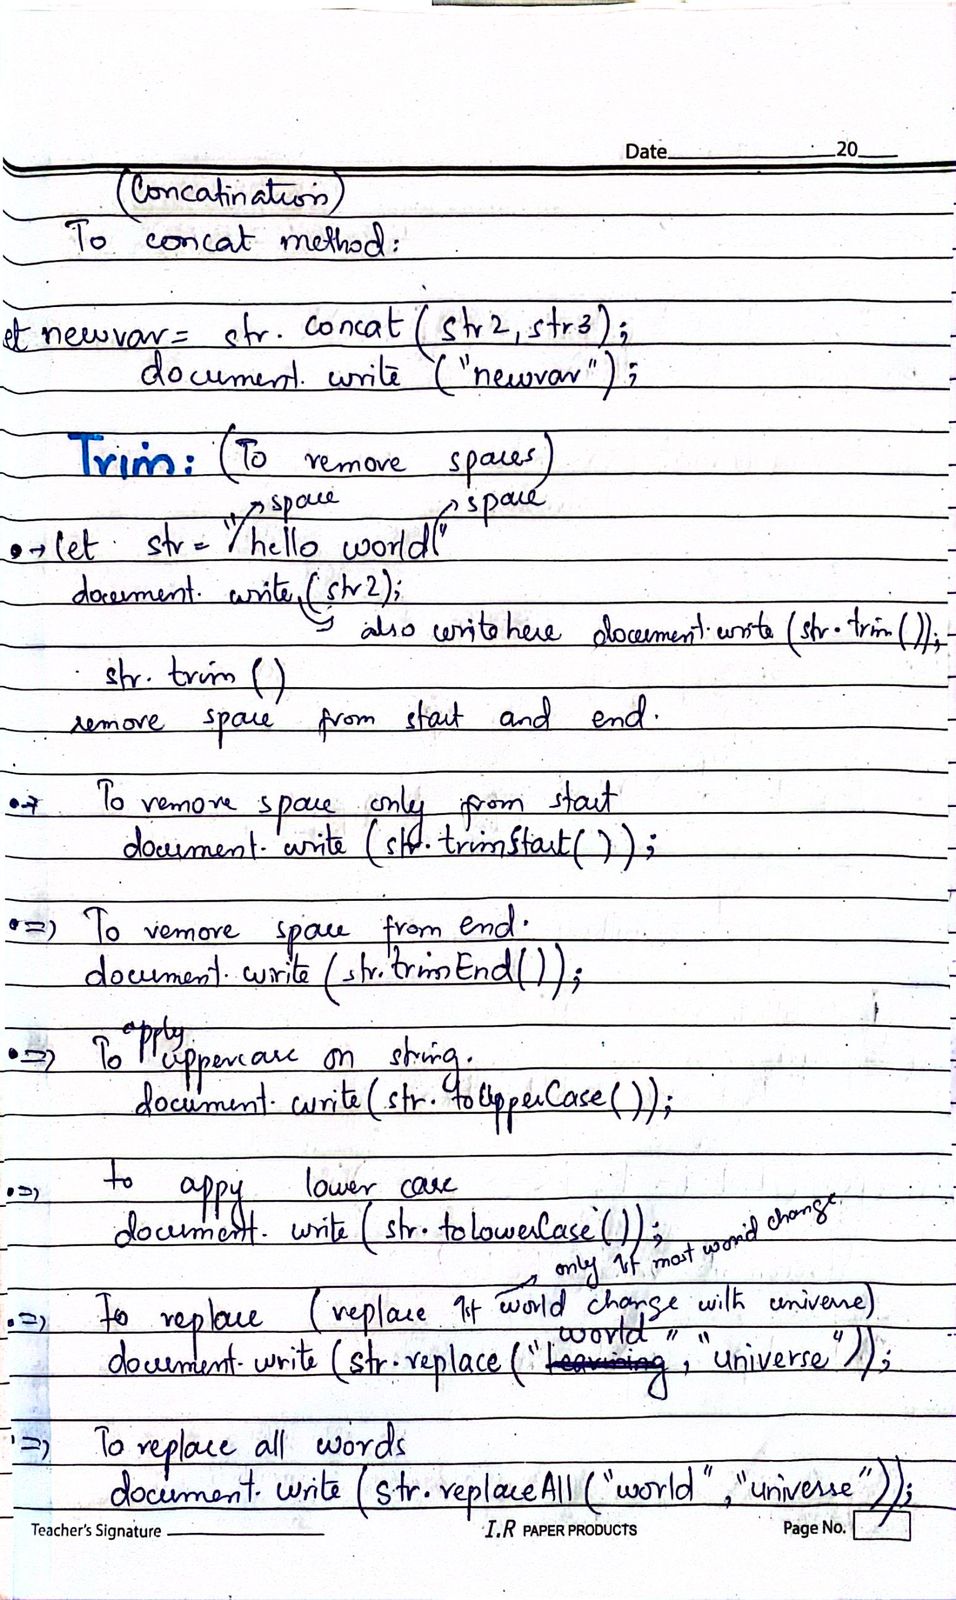 Date 20
(Concatination)
To concat method:
et newvar = str. concat (str2, str3);
document. write ("newvar");
Trim: (To remove spaces)
→ space → space
•→ let str = " hello world "
document. write (str2);
↳ also write here document.write (str.trim());
str. trim ()
remove space from start and end.
•→ To remove space only from start
document. write (str.trimStart());
•⇒ To remove space from end.
document. write (str.trimEnd());
apply
•⇒ To uppercase on string.
document. write (str. toUpperCase());
•⇒ to appy lower case
document. write (str. toLowerCase());
→ only 1st most world change
•⇒ To replace (replace 1st world change with universe)
world "
document. write (str.replace ("learning, "universe"));
•⇒ To replace all words
document. write (str.replaceAll ("world", "universe"));
Teacher's Signature I.R PAPER PRODUCTS Page No.